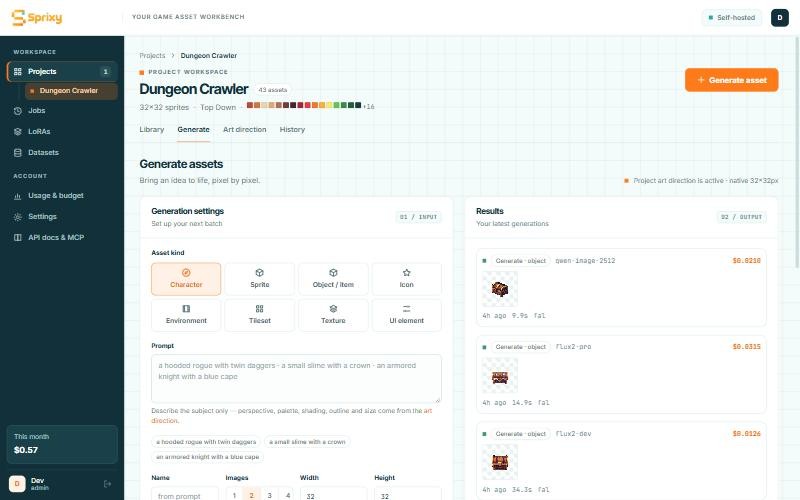 Sprixy
YOUR GAME ASSET WORKBENCH
Self-hosted
D
WORKSPACE
Projects 1
Dungeon Crawler
Jobs
LoRAs
Datasets
ACCOUNT
Usage & budget
Settings
API docs & MCP
This month
$0.57
D
Dev
admin
Projects > Dungeon Crawler
PROJECT WORKSPACE
Dungeon Crawler 43 assets
32×32 sprites · Top Down · +16
+ Generate asset
Library Generate Art direction History
Generate assets
Bring an idea to life, pixel by pixel.
Project art direction is active · native 32×32px
Generation settings
Set up your next batch
01 / INPUT
Asset kind
Character Sprite Object / item Icon
Environment Tileset Texture UI element
Prompt
a hooded rogue with twin daggers · a small slime with a crown · an armored
knight with a blue cape
Describe the subject only — perspective, palette, shading, outline and size come from the art
direction.
a hooded rogue with twin daggers a small slime with a crown
an armored knight with a blue cape
Name Images Width Height
from prompt 1 2 3 4 32 32
Results
Your latest generations
02 / OUTPUT
Generate · object qwen-image-2512 $0.0210
4h ago 9.9s fal
Generate · object flux2-pro $0.0315
4h ago 14.9s fal
Generate · object flux2-dev $0.0126
4h ago 34.3s fal